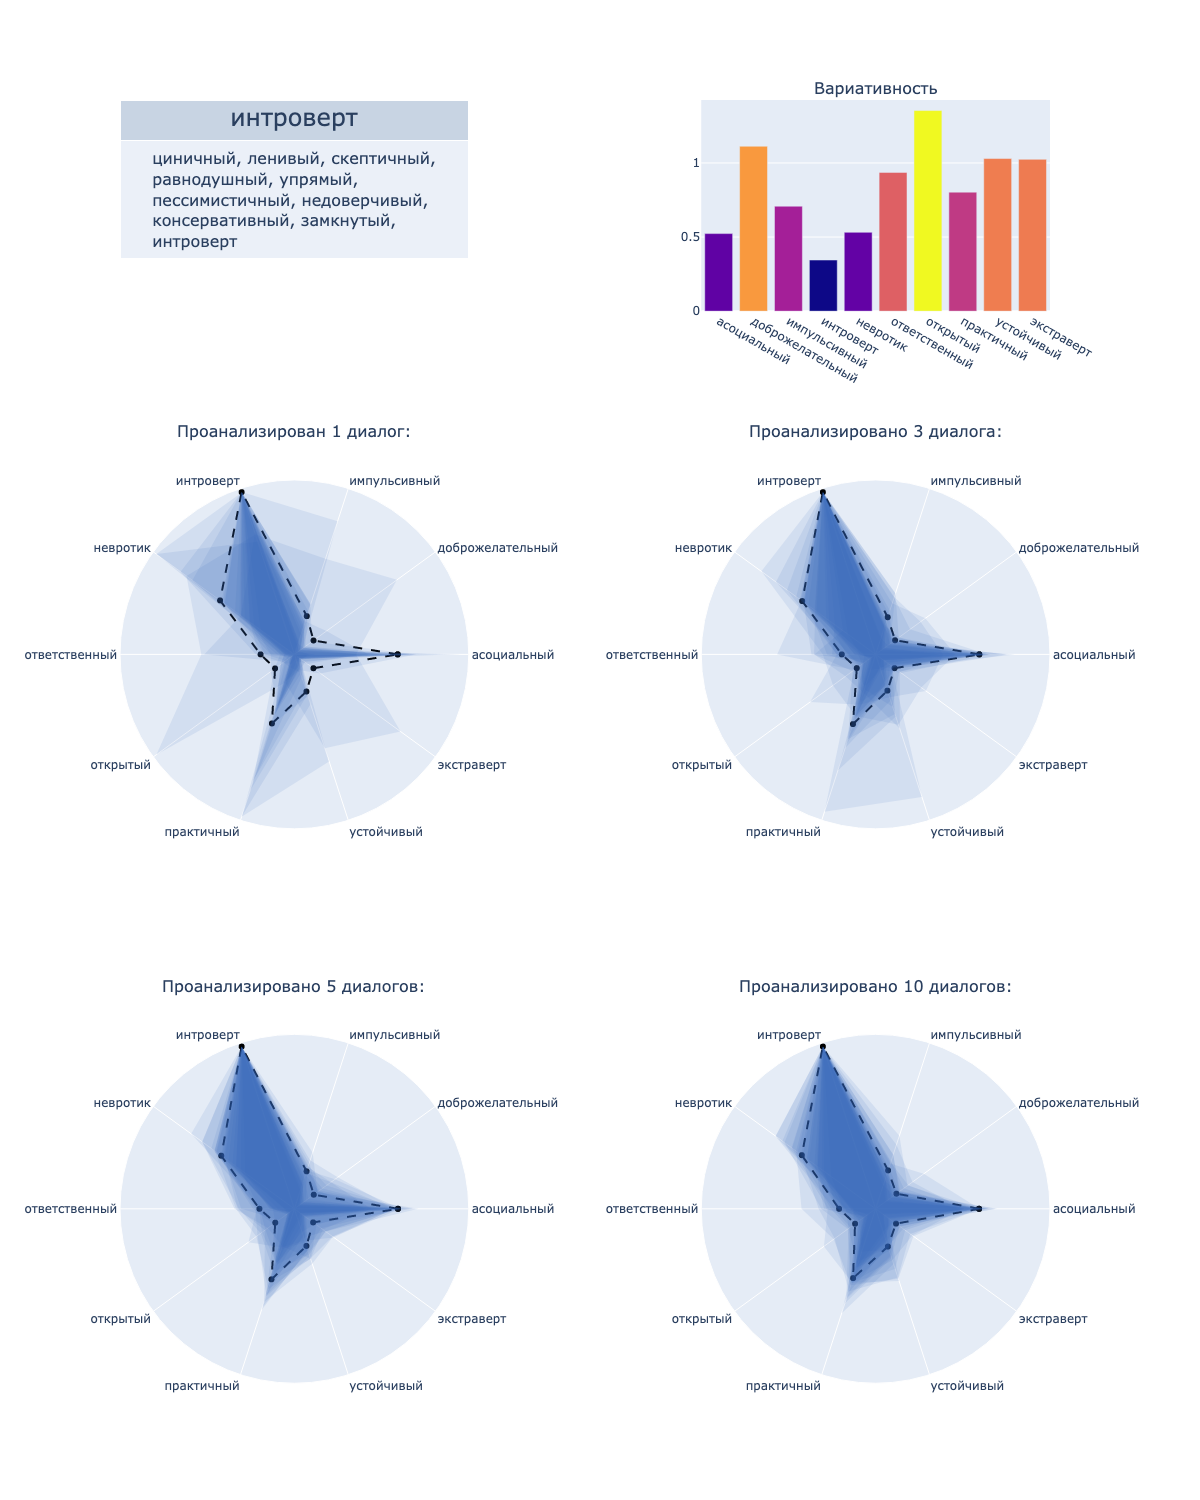 интроверт
циничный, ленивый, скептичный,
равнодушный, упрямый,
пессимистичный, недоверчивый,
консервативный, замкнутый,
интроверт
Вариативность
1
0.5
0
асоциальный
доброжелательный
импульсивный
интроверт
невротик
ответственный
открытый
практичный
устойчивый
экстраверт
Проанализирован 1 диалог:
интроверт
импульсивный
невротик
доброжелательный
ответственный
асоциальный
открытый
экстраверт
практичный
устойчивый
Проанализировано 3 диалога:
интроверт
импульсивный
невротик
доброжелательный
ответственный
асоциальный
открытый
экстраверт
практичный
устойчивый
Проанализировано 5 диалогов:
интроверт
импульсивный
невротик
доброжелательный
ответственный
асоциальный
открытый
экстраверт
практичный
устойчивый
Проанализировано 10 диалогов:
интроверт
импульсивный
невротик
доброжелательный
ответственный
асоциальный
открытый
экстраверт
практичный
устойчивый